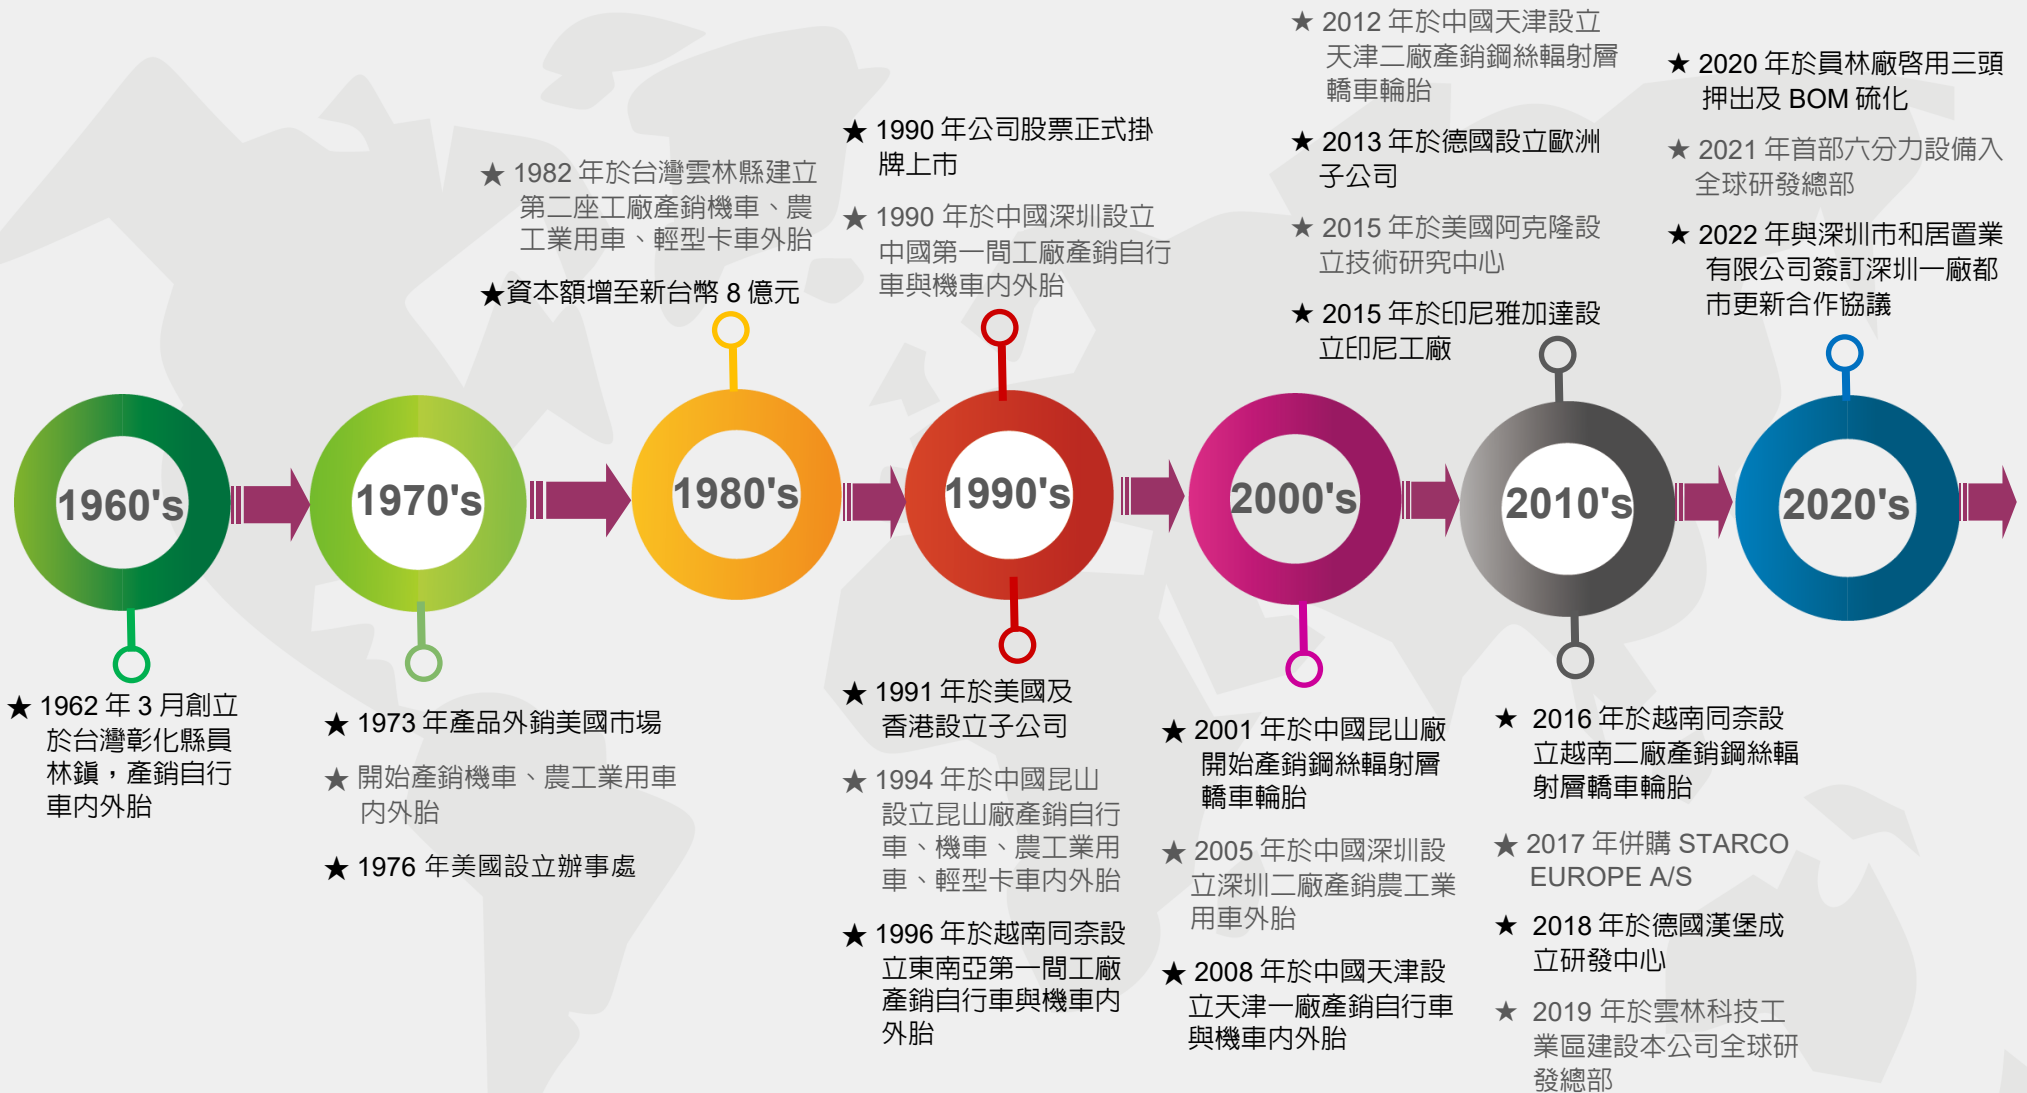 1960's
★ 1962 年 3 月創立
於台灣彰化縣員
林鎮，產銷自行
車內外胎
1970's
★ 1973 年產品外銷美國市場
★ 開始產銷機車、農工業用車
內外胎
★ 1976 年美國設立辦事處
★ 1982 年於台灣雲林縣建立
第二座工廠產銷機車、農
工業用車、輕型卡車外胎
★資本額增至新台幣 8 億元
1980's
★ 1990 年公司股票正式掛
牌上市
★ 1990 年於中國深圳設立
中國第一間工廠產銷自行
車與機車內外胎
1990's
★ 1991 年於美國及
香港設立子公司
★ 1994 年於中國昆山
設立昆山廠產銷自行
車、機車、農工業用
車、輕型卡車內外胎
★ 1996 年於越南同奈設
立東南亞第一間工廠
產銷自行車與機車內
外胎
2000's
★ 2001 年於中國昆山廠
開始產銷鋼絲輻射層
轎車輪胎
★ 2005 年於中國深圳設
立深圳二廠產銷農工業
用車外胎
★ 2008 年於中國天津設
立天津一廠產銷自行車
與機車內外胎
★ 2012 年於中國天津設立
天津二廠產銷鋼絲輻射層
轎車輪胎
★ 2013 年於德國設立歐洲
子公司
★ 2015 年於美國阿克隆設
立技術研究中心
★ 2015 年於印尼雅加達設
立印尼工廠
2010's
★ 2016 年於越南同奈設
立越南二廠產銷鋼絲輻
射層轎車輪胎
★ 2017 年併購 STARCO
EUROPE A/S
★ 2018 年於德國漢堡成
立研發中心
★ 2019 年於雲林科技工
業區建設本公司全球研
發總部
★ 2020 年於員林廠啓用三頭
押出及 BOM 硫化
★ 2021 年首部六分力設備入
全球研發總部
★ 2022 年與深圳市和居置業
有限公司簽訂深圳一廠都
市更新合作協議
2020's